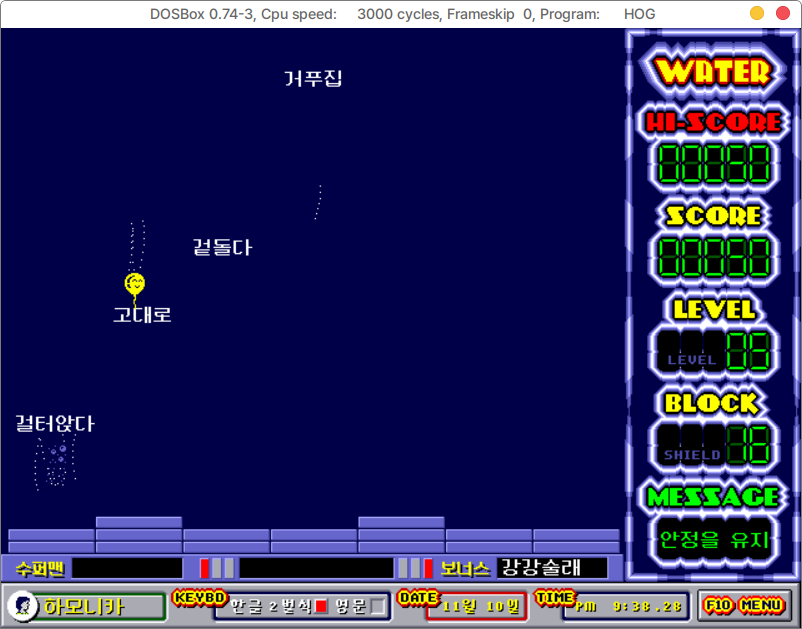 DOSBox 0.74-3, Cpu speed: 3000 cycles, Frameskip 0, Program: HOG
거푸집
겉돌다
고대로
걸터앉다
WATER
HI-SCORE
00050
SCORE
00050
LEVEL
LEVEL 03
BLOCK
SHIELD 16
MESSAGE
안정을 유지
수퍼맨
보너스 강강술래
하모니카
KEYBD 한글 2벌식 영문
DATE 11월 10일
TIME PM 9:38.28
F10 MENU